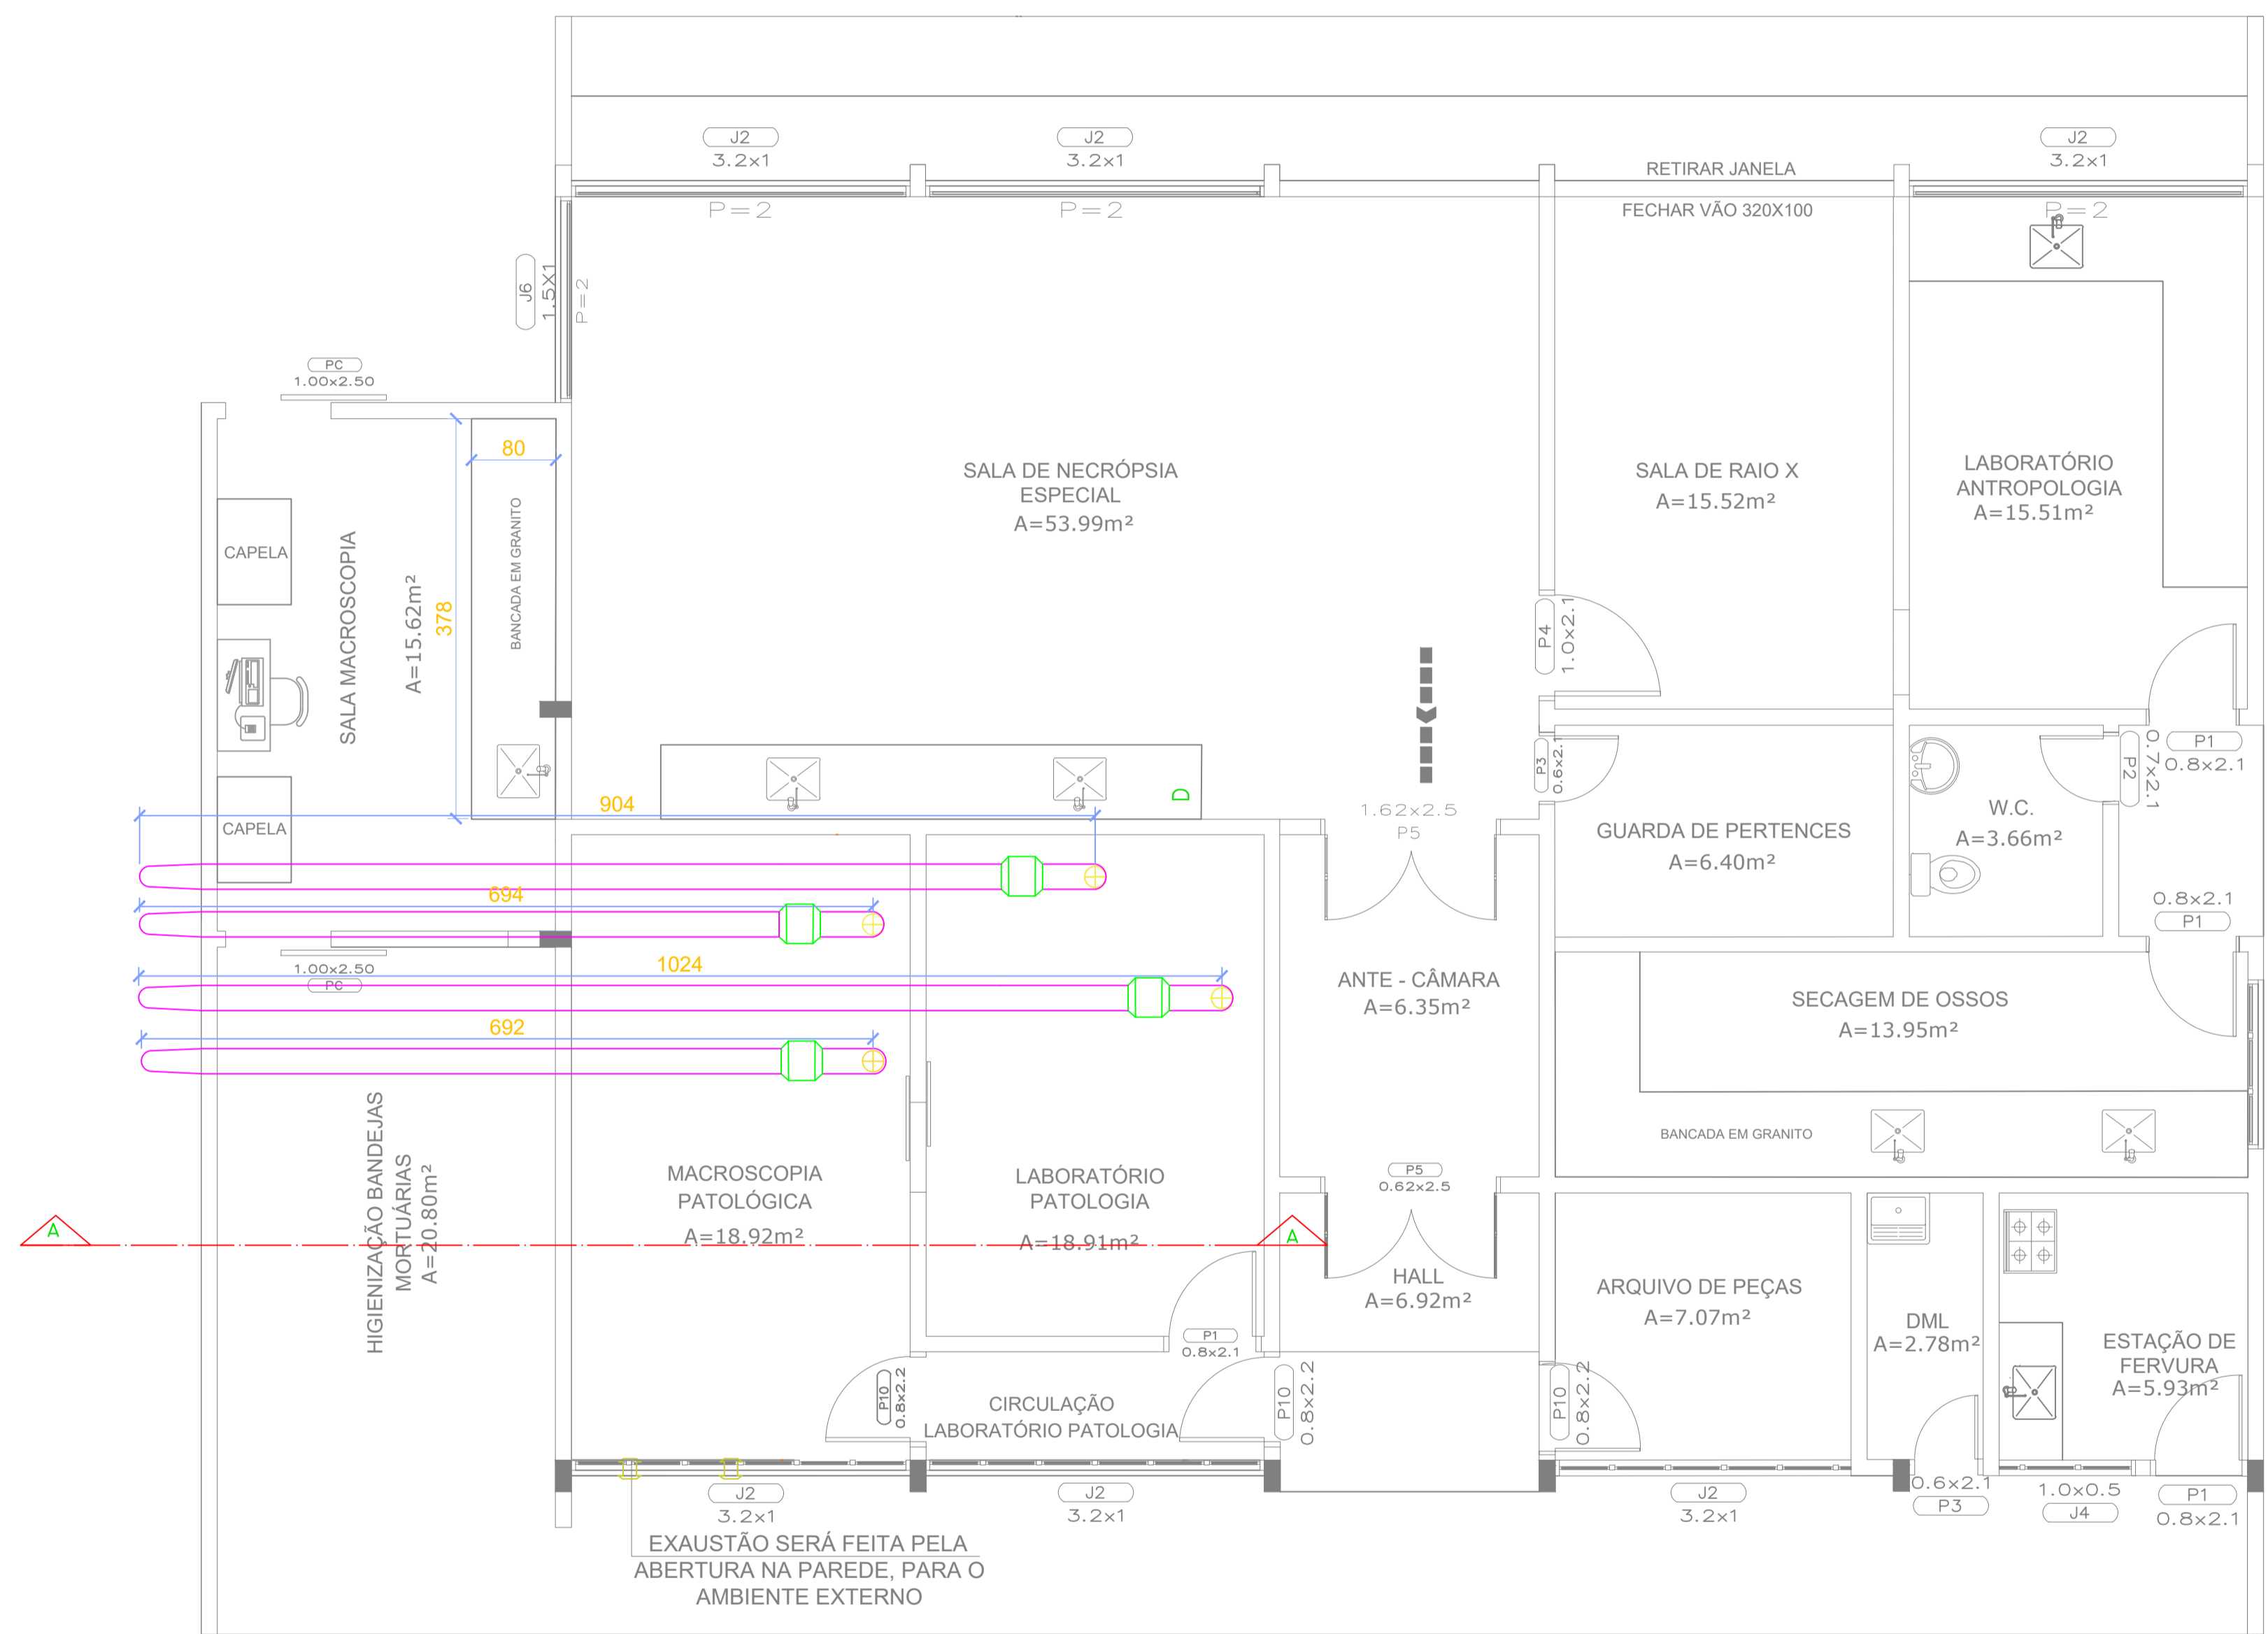 J2
3.2x1
J2
3.2x1
J2
3.2x1
RETIRAR JANELA
FECHAR VÃO 320X100
P=2
P=2
P=2
J6
1.5X1
P=2
PC
1.00x2.50
80
BANCADA EM GRANITO
378
CAPELA
SALA MACROSCOPIA
A=15.62m²
CAPELA
SALA DE NECRÓPSIA
ESPECIAL
A=53.99m²
SALA DE RAIO X
A=15.52m²
LABORATÓRIO
ANTROPOLOGIA
A=15.51m²
P4
1.0x2.1
P3
0.6x2.1
P2
0.7x2.1
P1
0.8x2.1
D
904
1.62x2.5
P5
GUARDA DE PERTENCES
A=6.40m²
W.C.
A=3.66m²
0.8x2.1
P1
694
1.00x2.50
PC
1024
692
ANTE - CÂMARA
A=6.35m²
SECAGEM DE OSSOS
A=13.95m²
BANCADA EM GRANITO
HIGIENIZAÇÃO BANDEJAS
MORTUÁRIAS
A=20.80m²
MACROSCOPIA
PATOLÓGICA
A=18.92m²
LABORATÓRIO
PATOLOGIA
A=18.91m²
P5
0.62x2.5
A
A
HALL
A=6.92m²
ARQUIVO DE PEÇAS
A=7.07m²
DML
A=2.78m²
ESTAÇÃO DE
FERVURA
A=5.93m²
P1
0.8x2.1
P10
0.8x2.2
CIRCULAÇÃO
LABORATÓRIO PATOLOGIA
P10
0.8x2.2
P10
0.8x2.2
J2
3.2x1
J2
3.2x1
J2
3.2x1
0.6x2.1
P3
1.0x0.5
J4
P1
0.8x2.1
EXAUSTÃO SERÁ FEITA PELA
ABERTURA NA PAREDE, PARA O
AMBIENTE EXTERNO